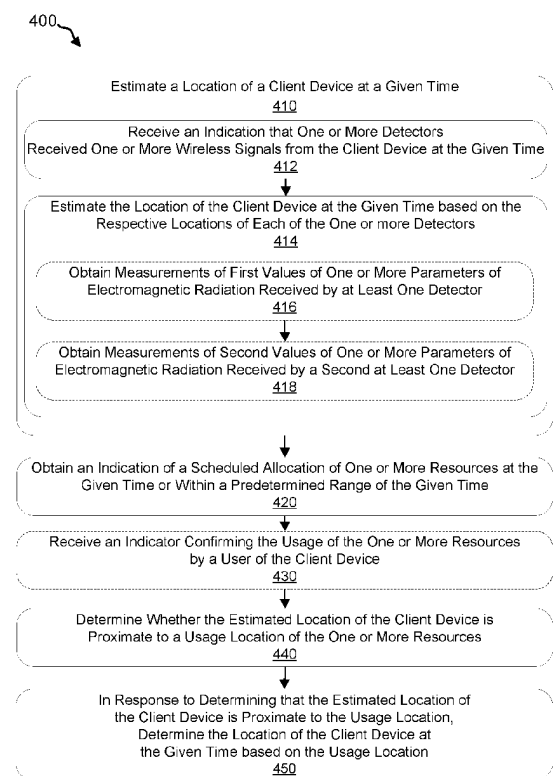 400
Estimate a Location of a Client Device at a Given Time
410
Receive an Indication that One or More Detectors
Received One or More Wireless Signals from the Client Device at the Given Time
412
Estimate the Location of the Client Device at the Given Time based on the
Respective Locations of Each of the One or more Detectors
414
Obtain Measurements of First Values of One or More Parameters of
Electromagnetic Radiation Received by at Least One Detector
416
Obtain Measurements of Second Values of One or More Parameters of
Electromagnetic Radiation Received by a Second at Least One Detector
418
Obtain an Indication of a Scheduled Allocation of One or More Resources at the
Given Time or Within a Predetermined Range of the Given Time
420
Receive an Indicator Confirming the Usage of the One or More Resources
by a User of the Client Device
430
Determine Whether the Estimated Location of the Client Device is
Proximate to a Usage Location of the One or More Resources
440
In Response to Determining that the Estimated Location of
the Client Device is Proximate to the Usage Location,
Determine the Location of the Client Device at
the Given Time based on the Usage Location
450